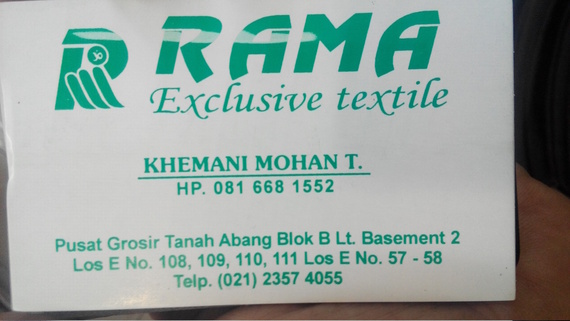 RAMA
Exclusive textile
KHEMANI MOHAN T.
HP. 081 668 1552
Pusat Grosir Tanah Abang Blok B Lt. Basement 2
Los E No. 108, 109, 110, 111 Los E No. 57 - 58
Telp. (021) 2357 4055